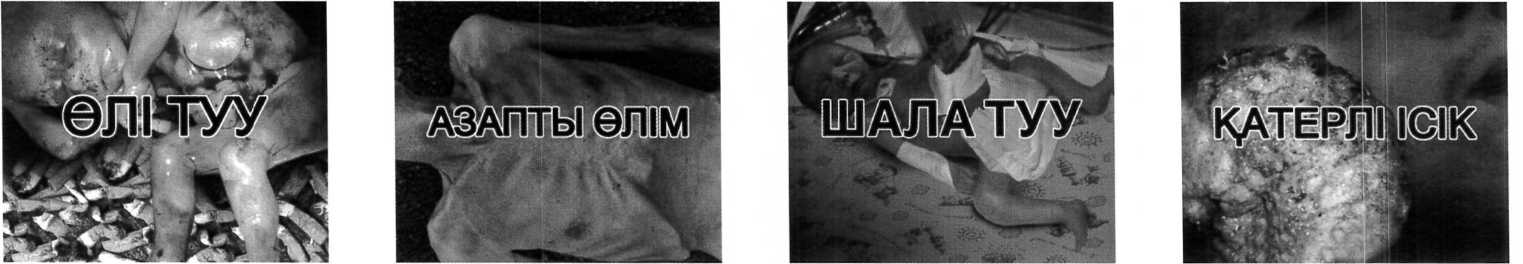 ӨЛІ ТУУ
АЗАПТЫ ӨЛІМ
ШАЛА ТУУ
ҚАТЕРЛІ ІСІК